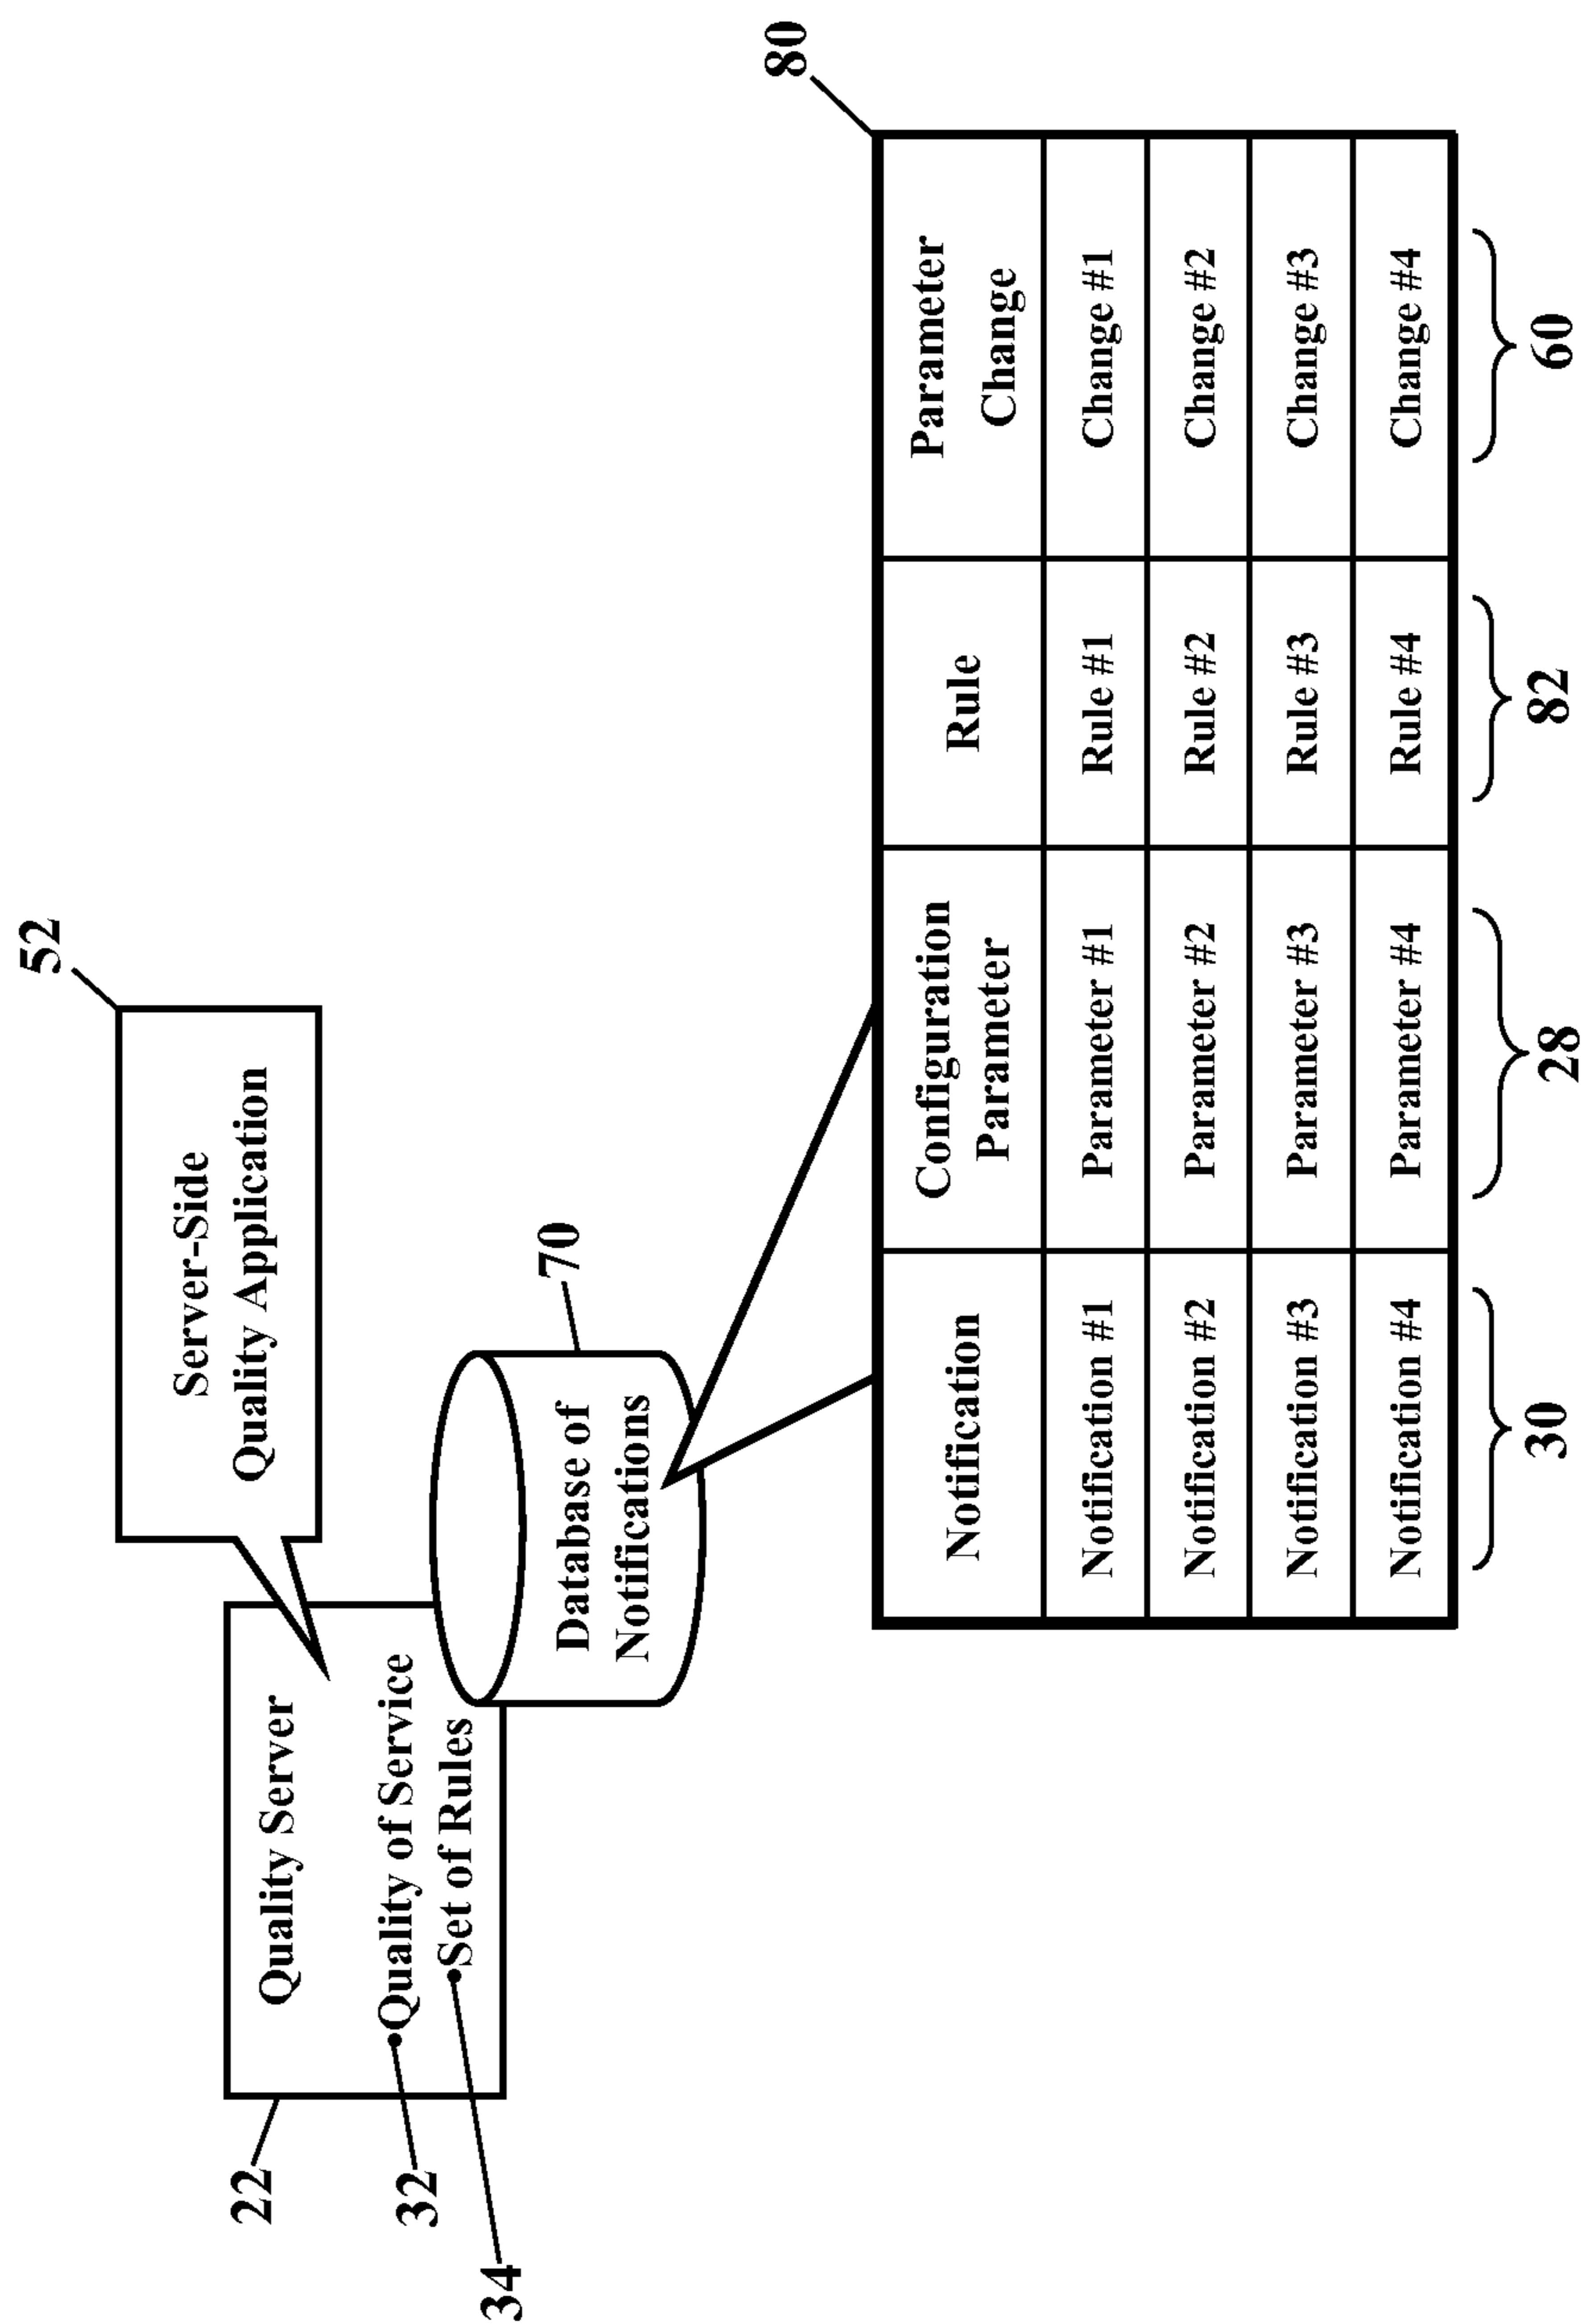 52
Server-Side
Quality Application
22
Quality Server
32
Quality of Service
34
Set of Rules
70
Database of
Notifications
80
Notification Configuration Parameter Rule Parameter Change
Notification #1 Parameter #1 Rule #1 Change #1
Notification #2 Parameter #2 Rule #2 Change #2
Notification #3 Parameter #3 Rule #3 Change #3
Notification #4 Parameter #4 Rule #4 Change #4
30 28 82 60